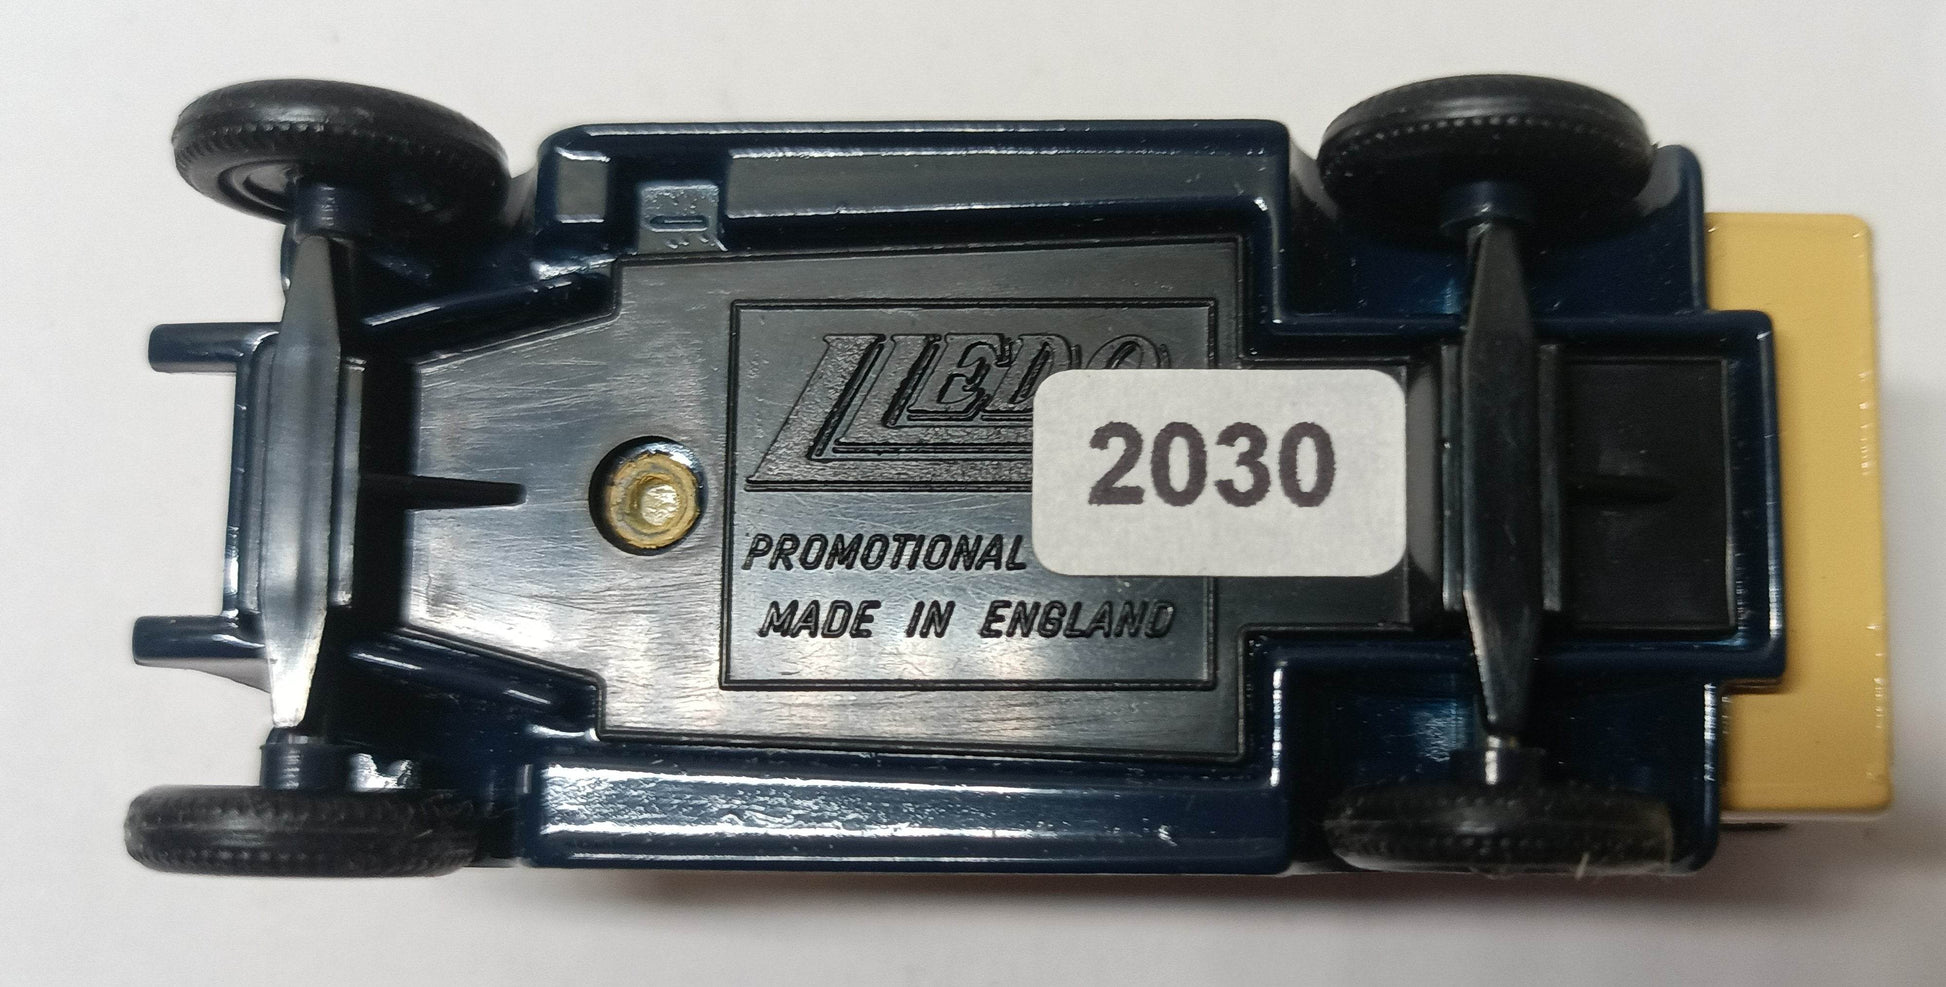 LLEDO
2030
PROMOTIONAL
MADE IN ENGLAND